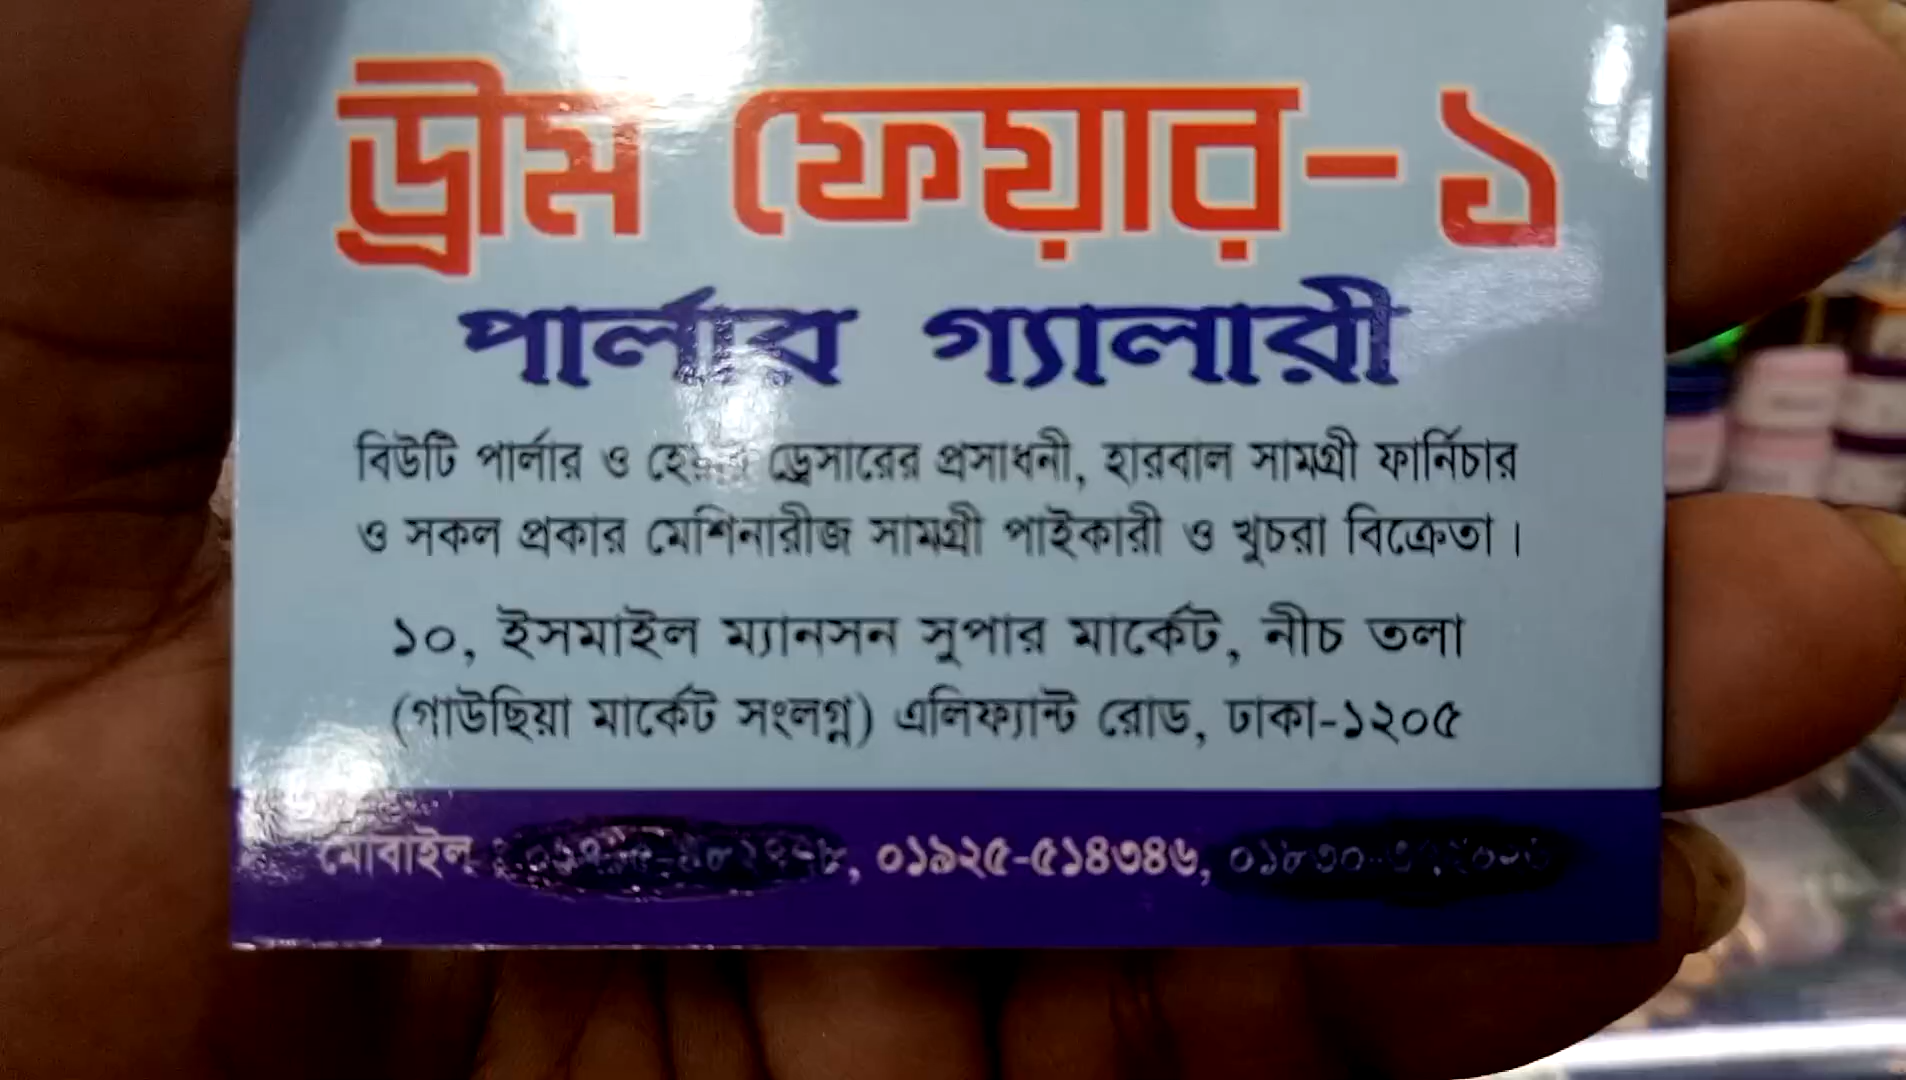 ড্রীম ফেয়ার-১
পার্লার গ্যালারী
বিউটি পার্লার ও হেয়ার ড্রেসারের প্রসাধনী, হারবাল সামগ্রী ফার্নিচার
ও সকল প্রকার মেশিনারীজ সামগ্রী পাইকারী ও খুচরা বিক্রেতা।
১০, ইসমাইল ম্যানসন সুপার মার্কেট, নীচ তলা
(গাউছিয়া মার্কেট সংলগ্ন) এলিফ্যান্ট রোড, ঢাকা-১২০৫
মোবাইল : ০১৯২৫-৫১৪৩৪৬,